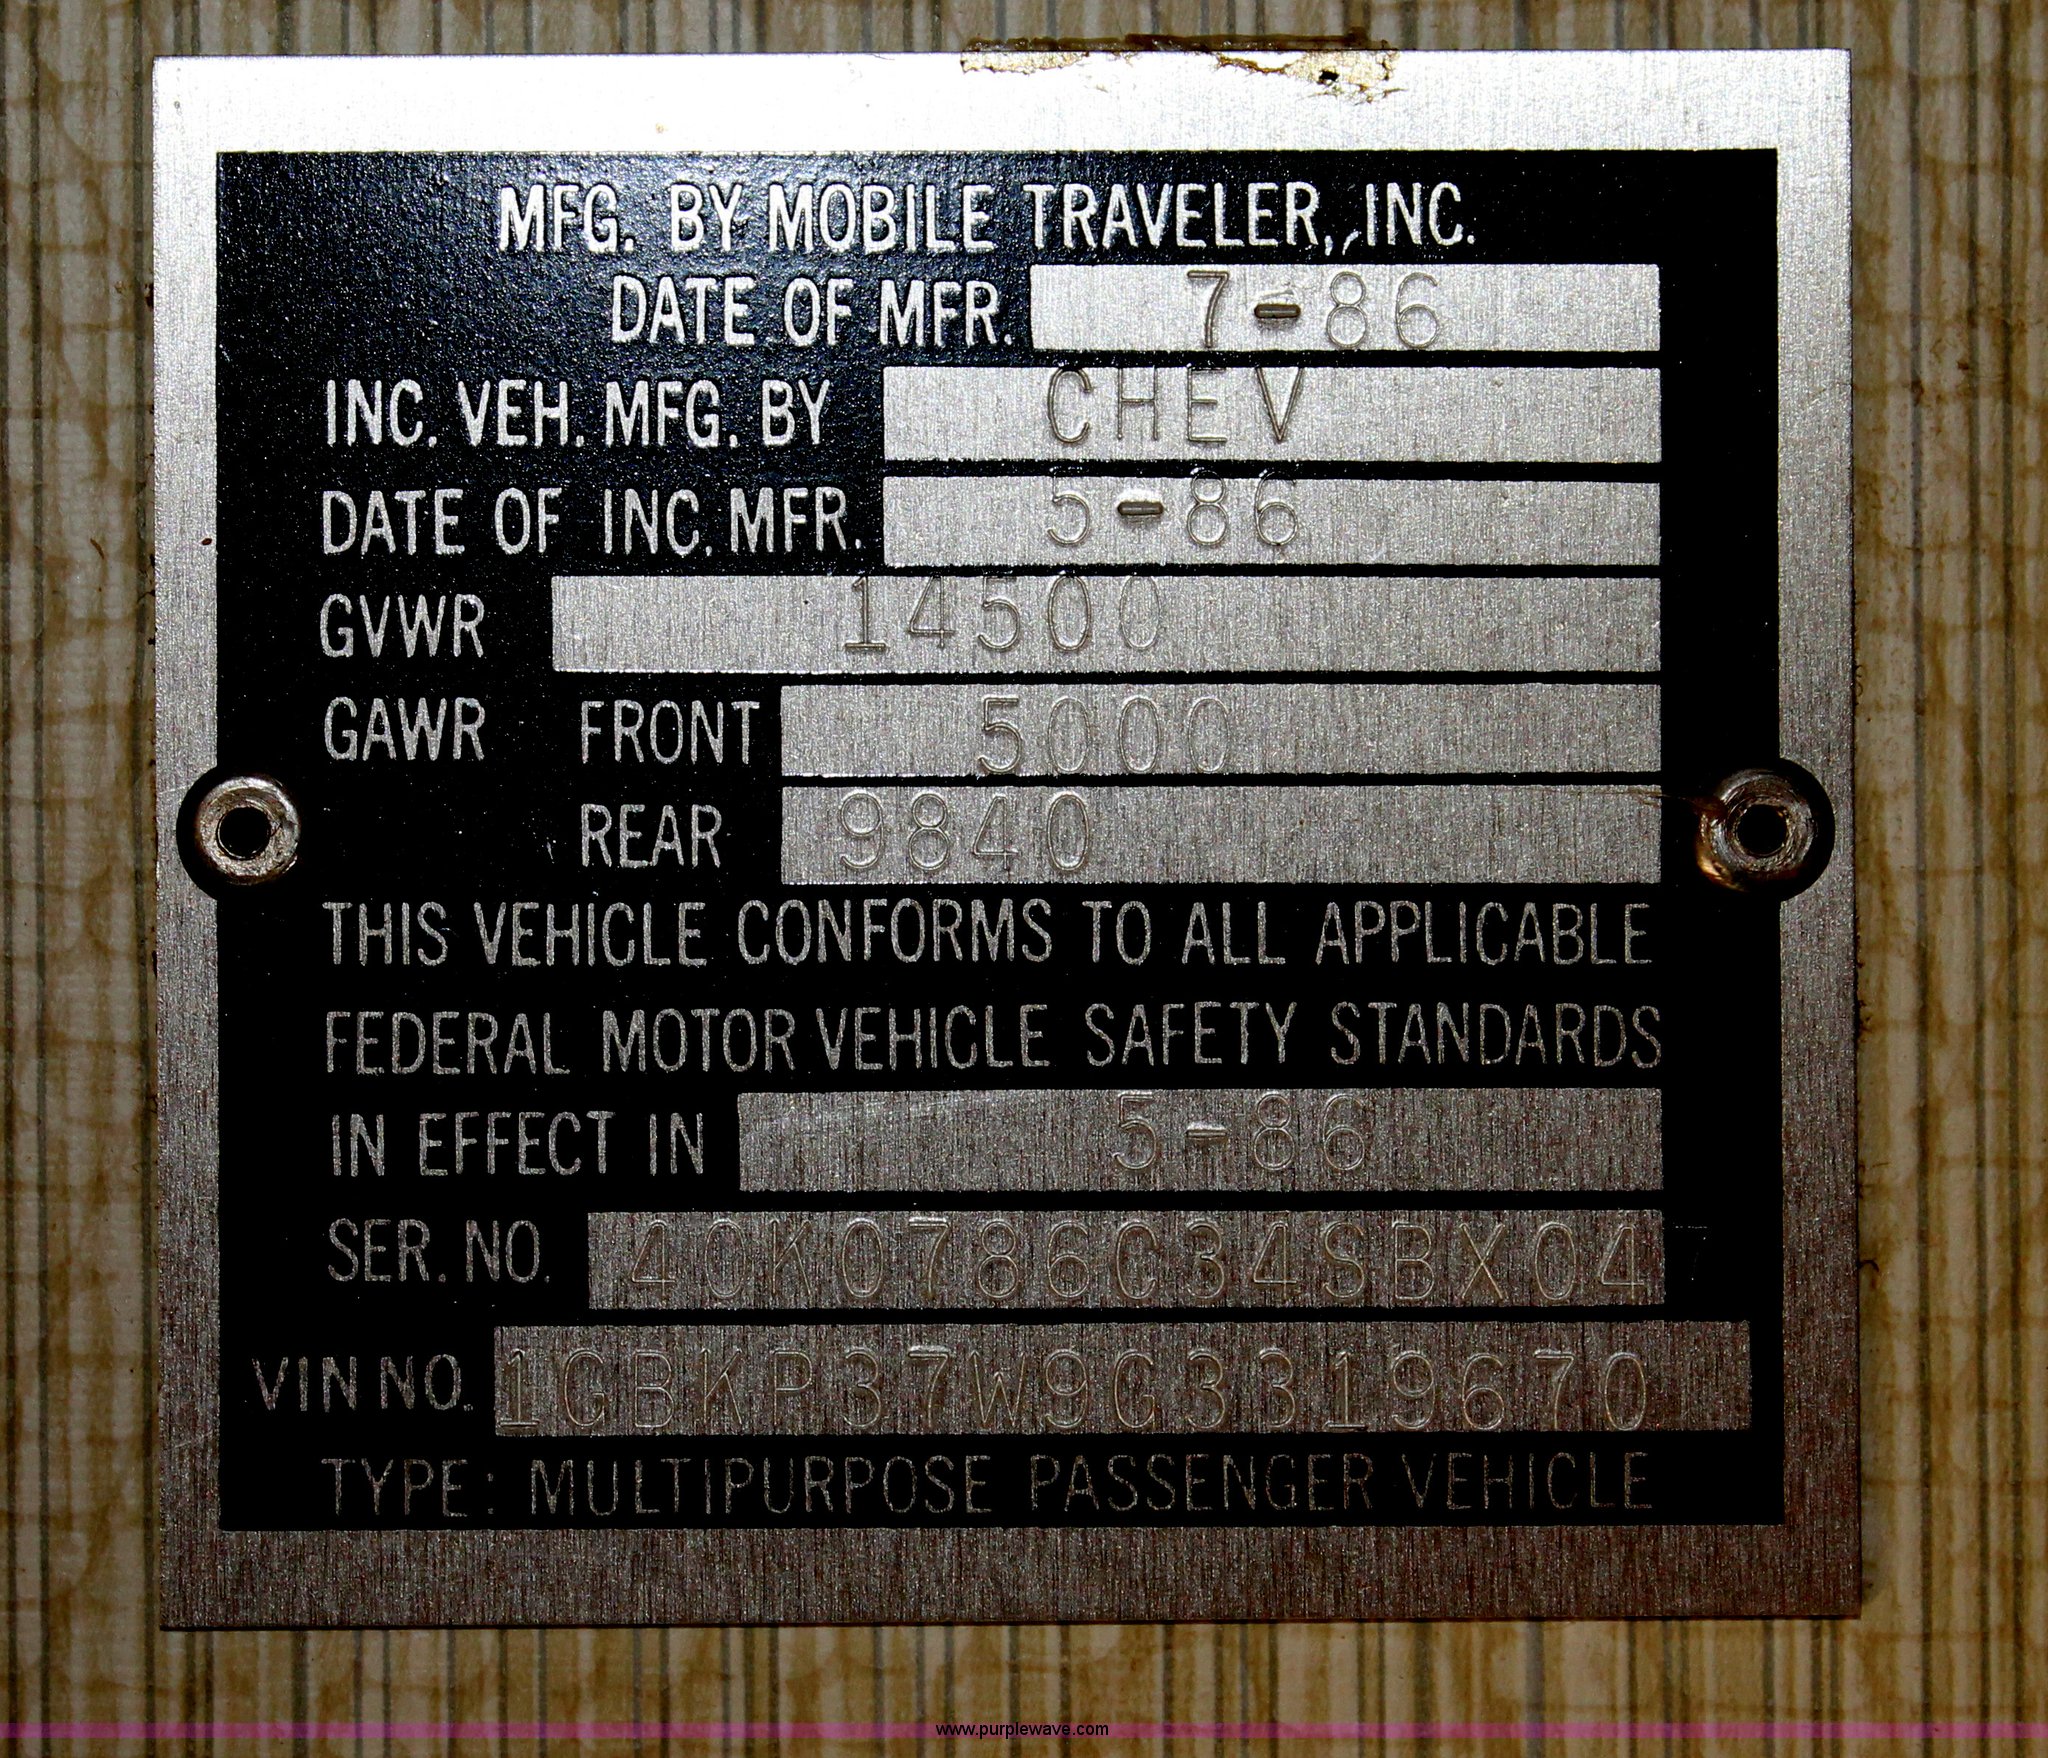 MFG. BY MOBILE TRAVELER, INC.
DATE OF MFR. 7-86
INC. VEH. MFG. BY CHEV
DATE OF INC. MFR. 5-86
GVWR 14500
GAWR FRONT 5000
REAR 9840
THIS VEHICLE CONFORMS TO ALL APPLICABLE
FEDERAL MOTOR VEHICLE SAFETY STANDARDS
IN EFFECT IN 5-86
SER. NO. 40K0786C34SBX047
VIN NO. 1GBKP37W9G3319670
TYPE: MULTIPURPOSE PASSENGER VEHICLE
www.purplewave.com